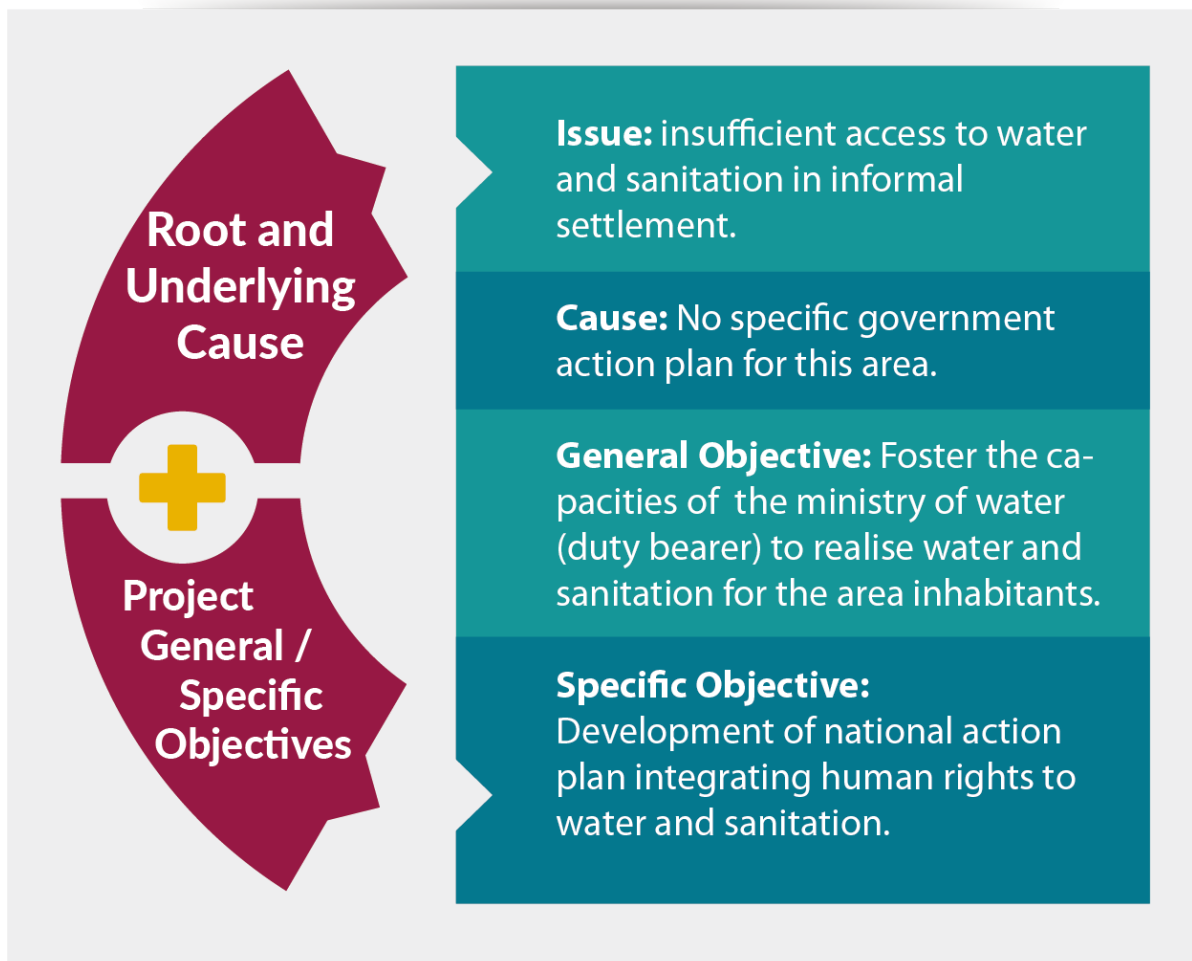 Root and
Underlying
Cause
Project
General /
Specific
Objectives
Issue: insufficient access to water
and sanitation in informal
settlement.
Cause: No specific government
action plan for this area.
General Objective: Foster the ca-
pacities of  the ministry of water
(duty bearer) to realise water and
sanitation for the area inhabitants.
Specific Objective:
Development of national action
plan integrating human rights to
water and sanitation.